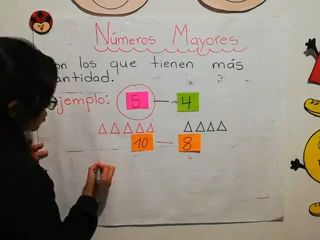 Números Mayores
on los que tienen más
antidad.
jemplo: 5 - 4
10 - 8